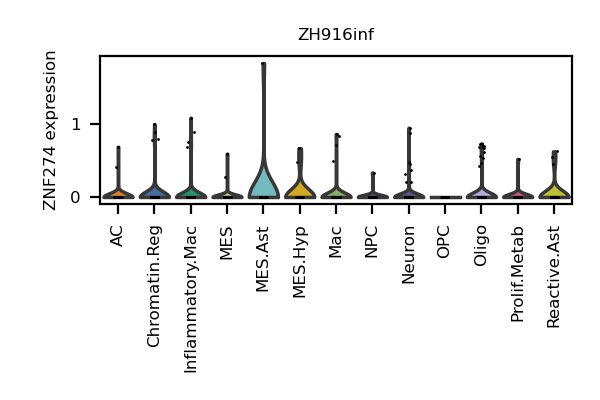 ZH916inf
ZNF274 expression
1
0
AC
Chromatin.Reg
Inflammatory.Mac
MES
MES.Ast
MES.Hyp
Mac
NPC
Neuron
OPC
Oligo
Prolif.Metab
Reactive.Ast